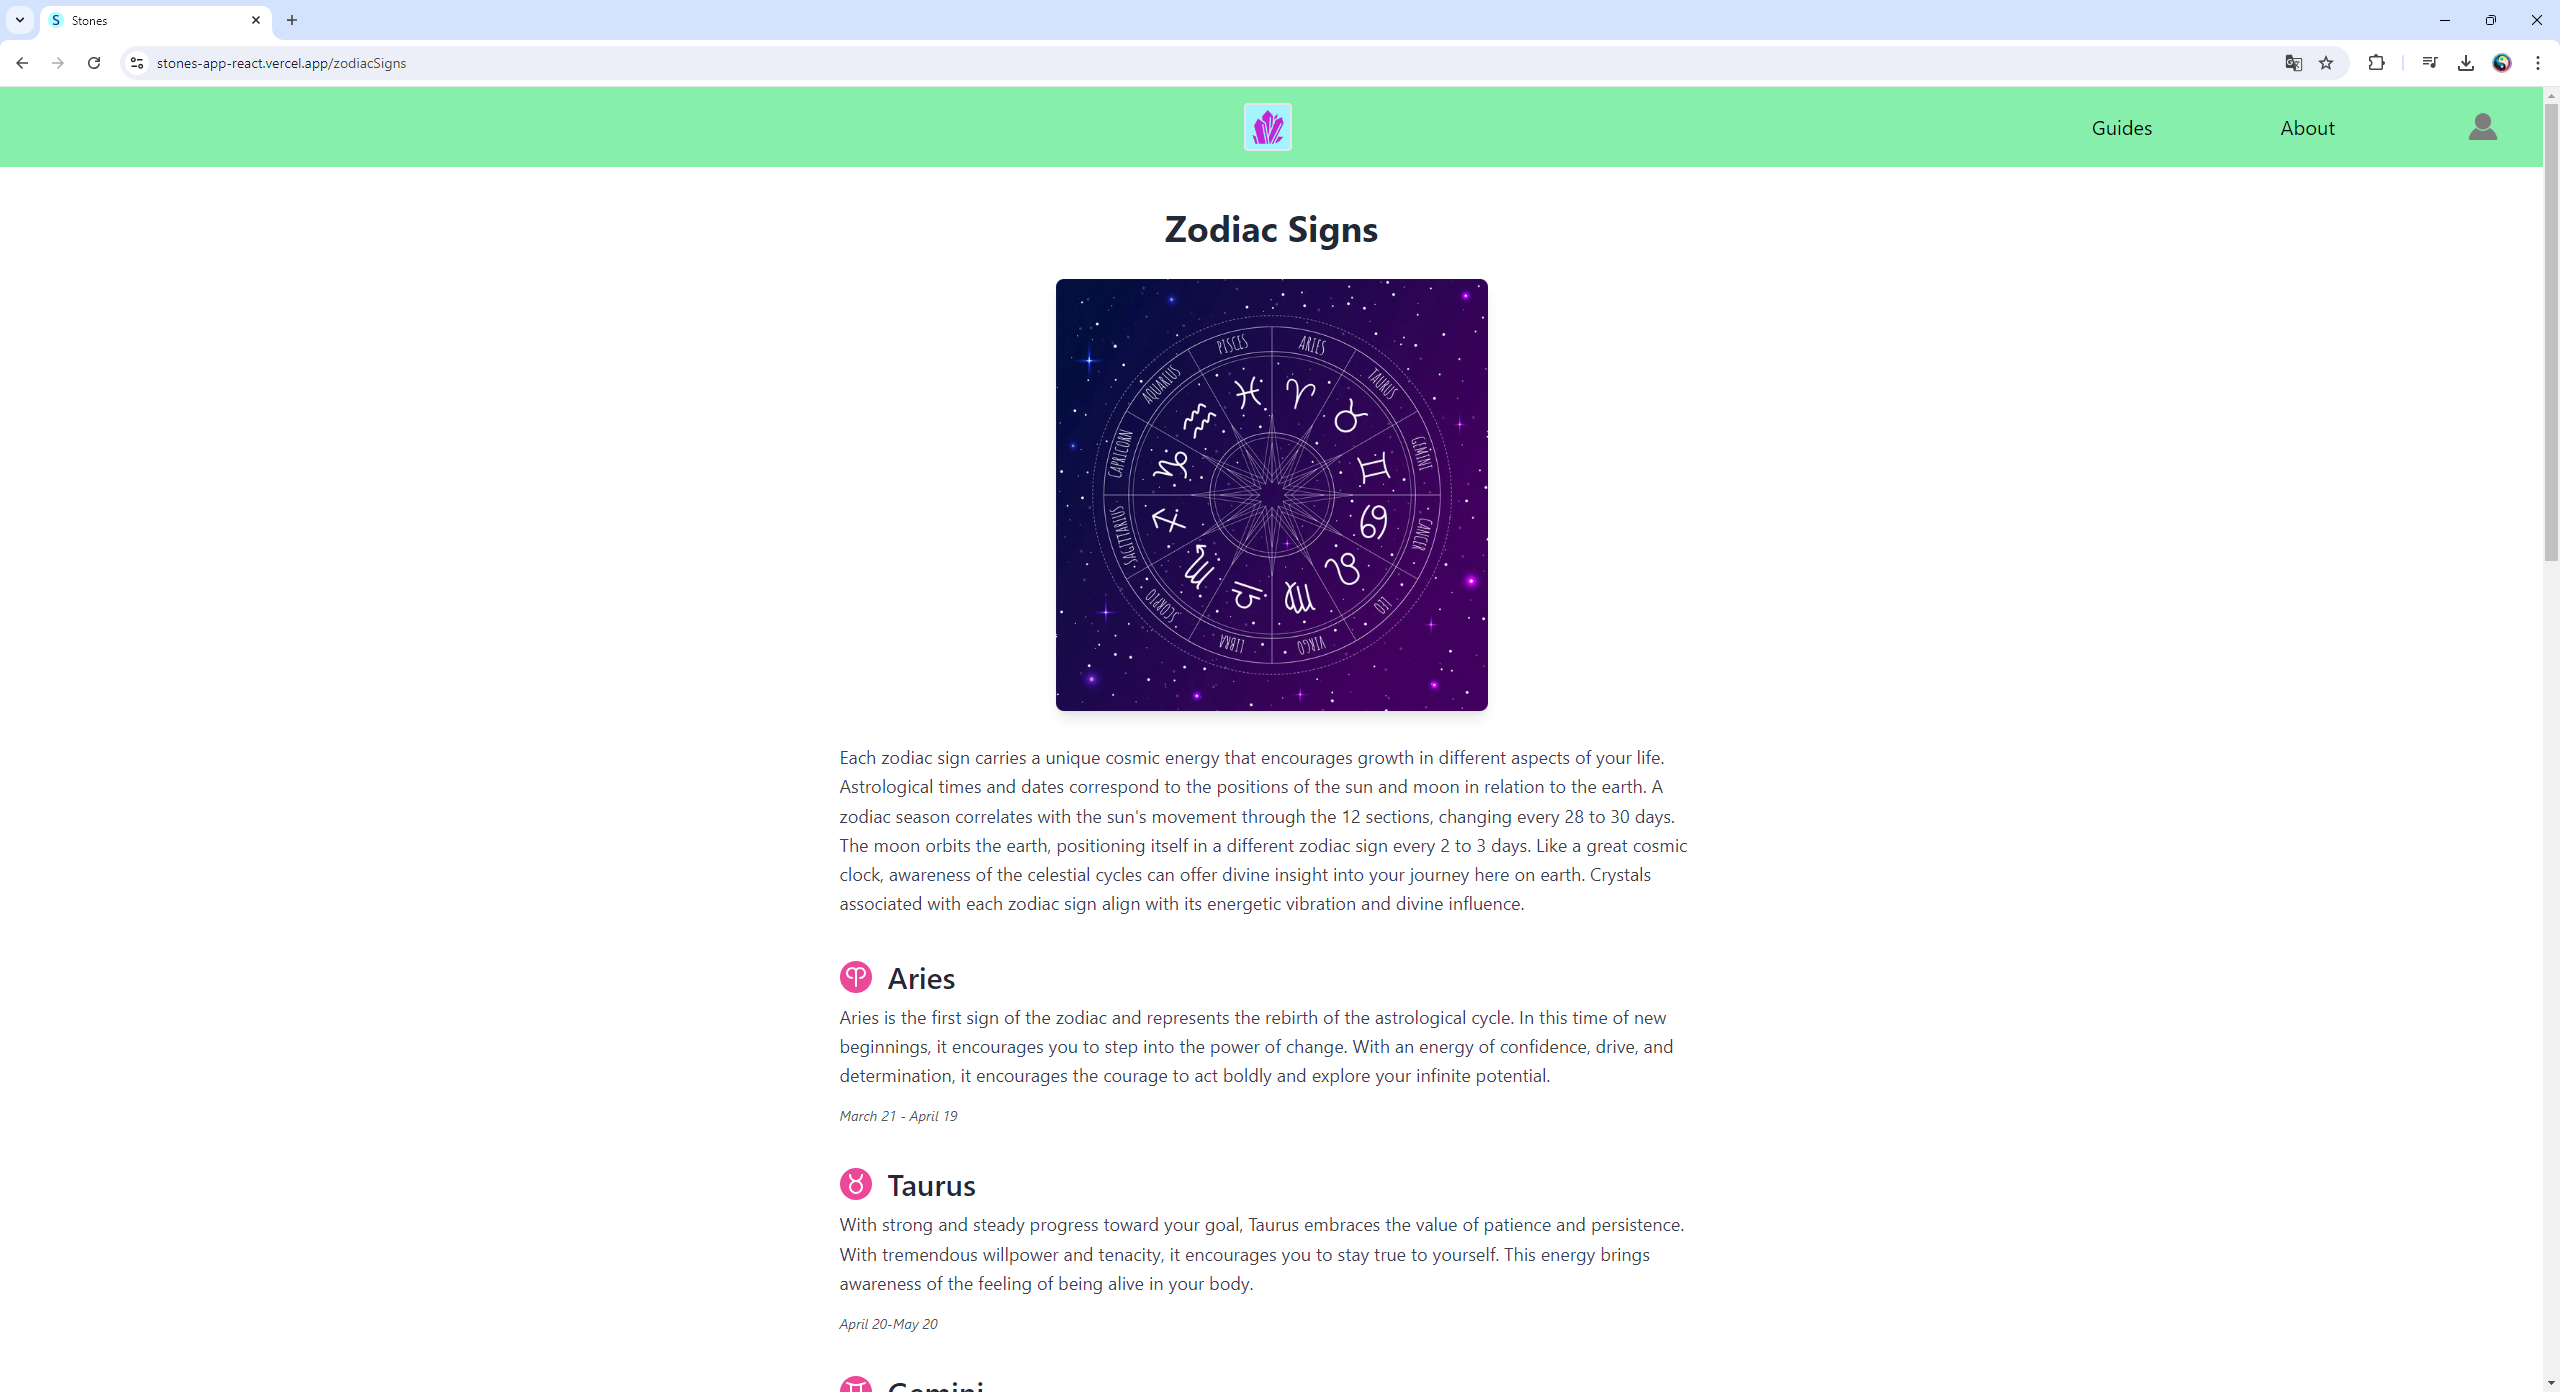 S Stones
stones-app-react.vercel.app/zodiacSigns
Guides
About
Zodiac Signs
PISCES
ARIES
TAURUS
GEMINI
CANCER
LEO
VIRGO
LIBRA
SCORPIO
SAGITTARIUS
CAPRICORN
AQUARIUS
Each zodiac sign carries a unique cosmic energy that encourages growth in different aspects of your life.
Astrological times and dates correspond to the positions of the sun and moon in relation to the earth. A
zodiac season correlates with the sun's movement through the 12 sections, changing every 28 to 30 days.
The moon orbits the earth, positioning itself in a different zodiac sign every 2 to 3 days. Like a great cosmic
clock, awareness of the celestial cycles can offer divine insight into your journey here on earth. Crystals
associated with each zodiac sign align with its energetic vibration and divine influence.
Aries
Aries is the first sign of the zodiac and represents the rebirth of the astrological cycle. In this time of new
beginnings, it encourages you to step into the power of change. With an energy of confidence, drive, and
determination, it encourages the courage to act boldly and explore your infinite potential.
March 21 - April 19
Taurus
With strong and steady progress toward your goal, Taurus embraces the value of patience and persistence.
With tremendous willpower and tenacity, it encourages you to stay true to yourself. This energy brings
awareness of the feeling of being alive in your body.
April 20-May 20
Gemini